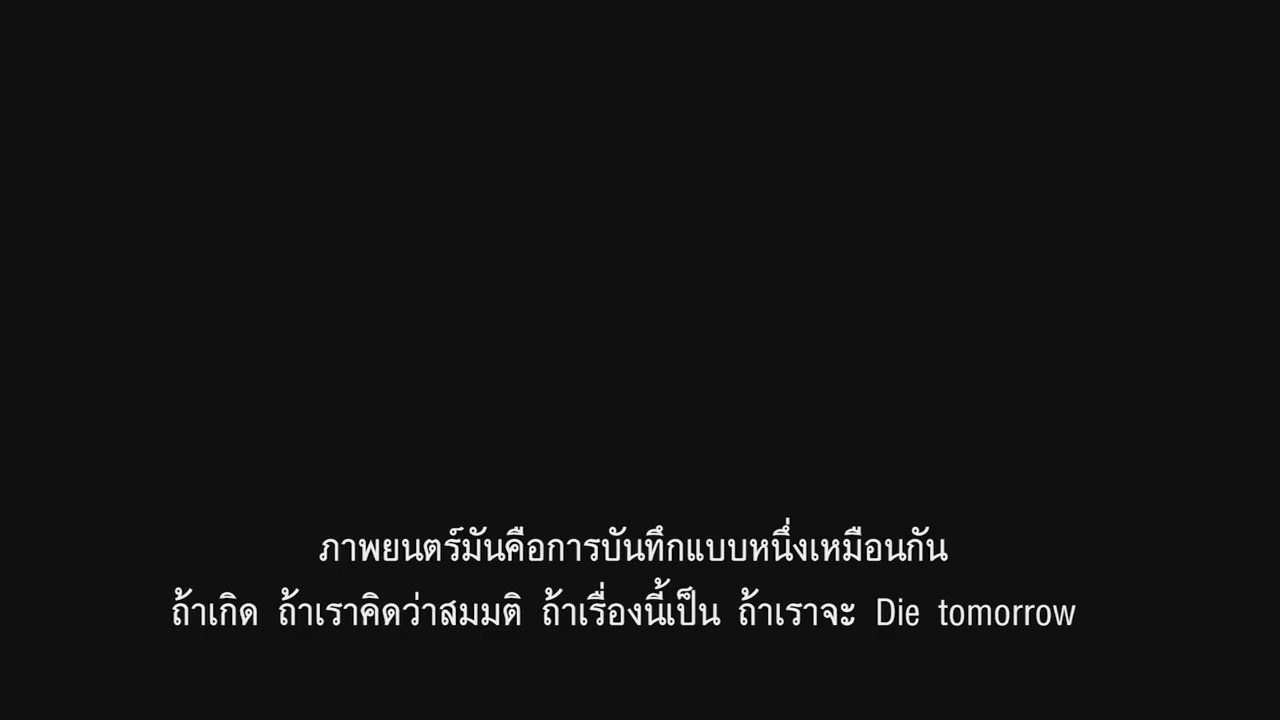 ภาพยนตร์มันคือการบันทึกแบบหนึ่งเหมือนกัน
ถ้าเกิด ถ้าเราคิดว่าสมมติ ถ้าเรื่องนี้เป็น ถ้าเราจะ Die tomorrow